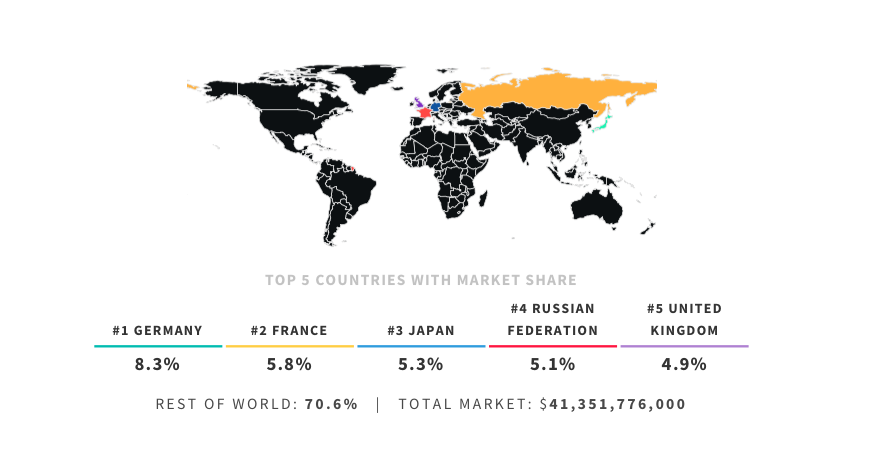 TOP 5 COUNTRIES WITH MARKET SHARE
#1 GERMANY
8.3%
#2 FRANCE
5.8%
#3 JAPAN
5.3%
#4 RUSSIAN
FEDERATION
5.1%
#5 UNITED
KINGDOM
4.9%
REST OF WORLD: 70.6% | TOTAL MARKET: $41,351,776,000